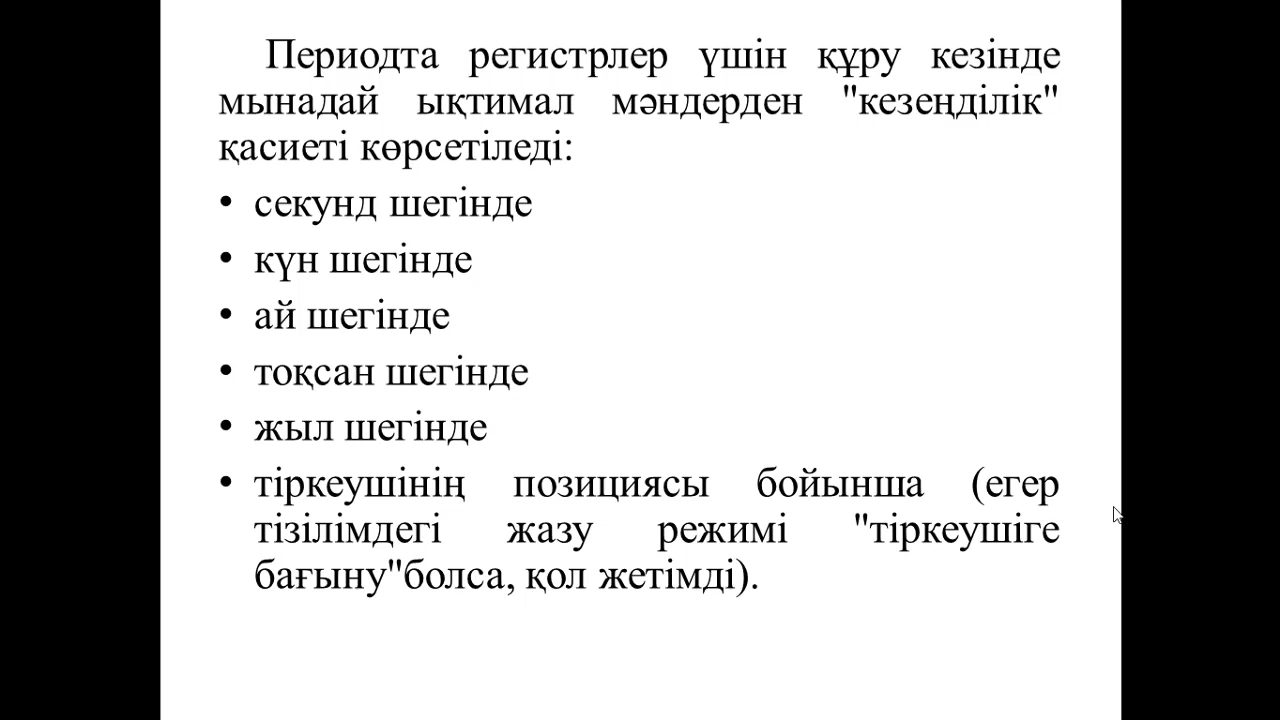 Периодта регистрлер үшін құру кезінде
мынадай ықтимал мәндерден "кезеңділік"
қасиеті көрсетіледі:
• секунд шегінде
• күн шегінде
• ай шегінде
• тоқсан шегінде
• жыл шегінде
• тіркеушінің позициясы бойынша (егер
тізілімдегі жазу режимі "тіркеушіге
бағыну"болса, қол жетімді).